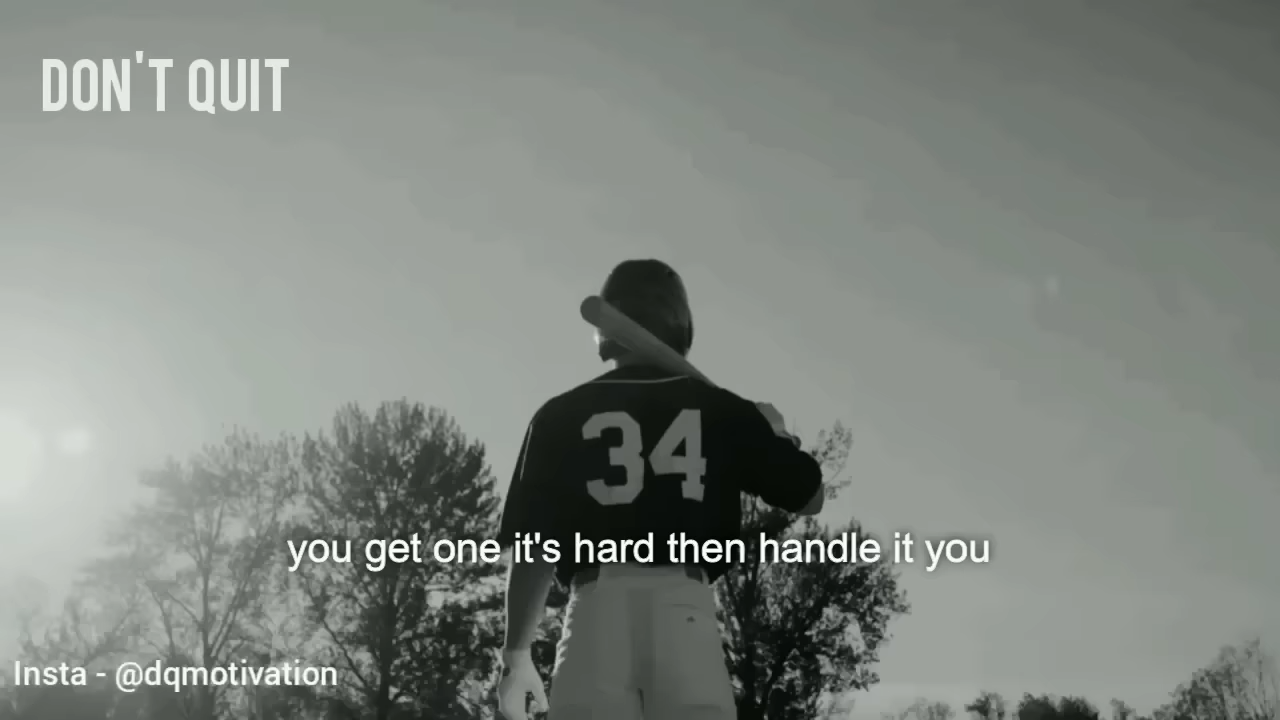 DON'T QUIT
34
you get one it's hard then handle it you
Insta - @dqmotivation